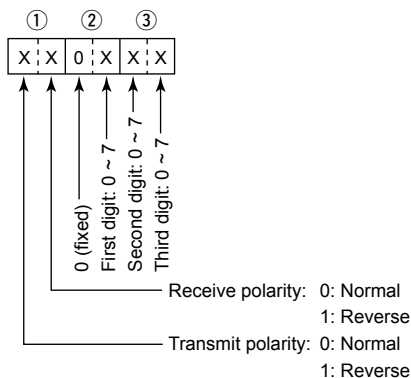 ① ② ③
X X 0 X X X
0 (fixed)
First digit: 0 ~ 7
Second digit: 0 ~ 7
Third digit: 0 ~ 7
Receive polarity: 0: Normal
1: Reverse
Transmit polarity: 0: Normal
1: Reverse